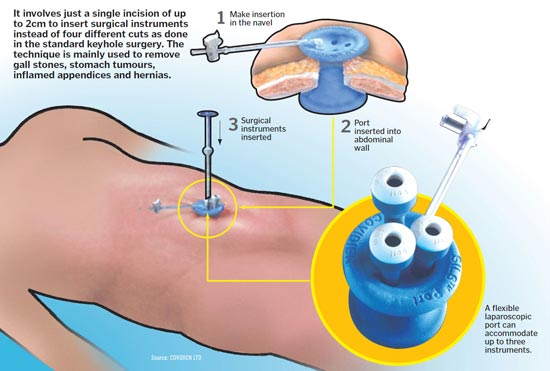 It involves just a single incision of up
to 2cm to insert surgical instruments
instead of four different cuts as done
in the standard keyhole surgery. The
technique is mainly used to remove
gall stones, stomach tumours,
inflamed appendices and hernias.
1 Make insertion
in the navel
2 Port
inserted into
abdominal
wall
3 Surgical
instruments
inserted
COVIDIEN
SILS™ Port
A flexible
laparoscopic
port can
accommodate
up to three
instruments.
Source: COVIDIEN LTD